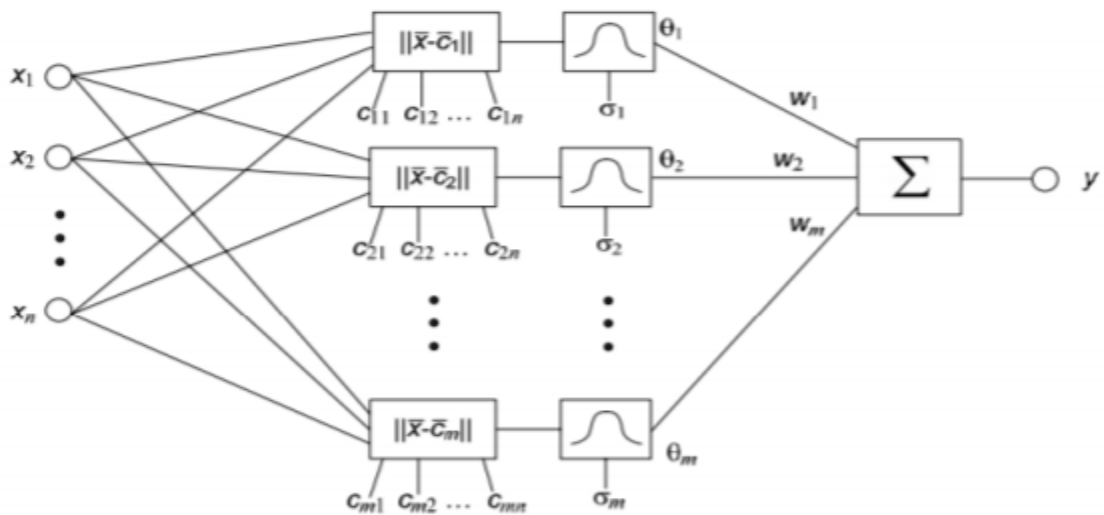 x₁
x₂
xₙ
||x̄-c̄₁||
c₁₁ c₁₂ ... c₁ₙ
θ₁
σ₁
||x̄-c̄₂||
c₂₁ c₂₂ ... c₂ₙ
θ₂
σ₂
||x̄-c̄ₘ||
cₘ₁ cₘ₂ ... cₘₙ
θₘ
σₘ
w₁
w₂
wₘ
Σ
y